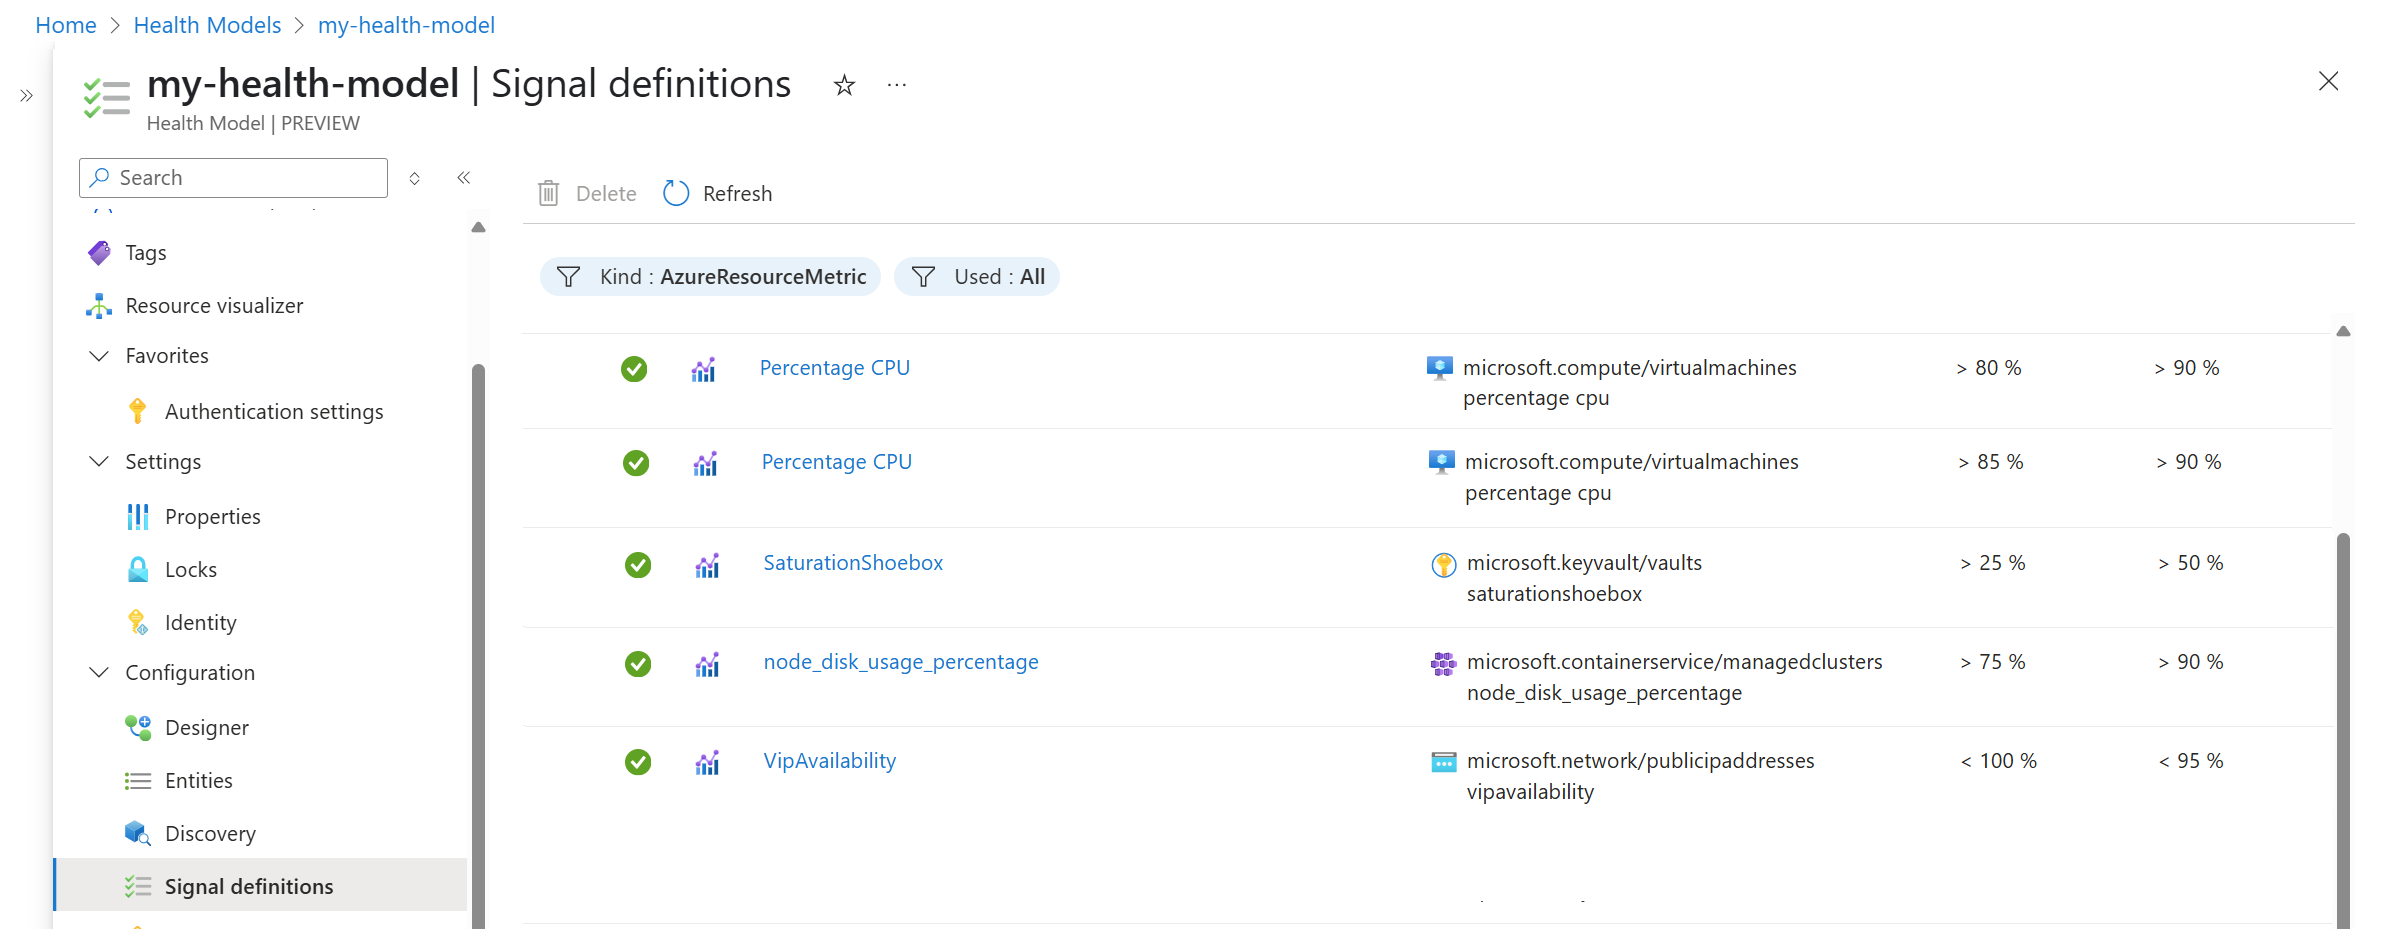 Home > Health Models > my-health-model
my-health-model | Signal definitions
Health Model | PREVIEW
Search
Tags
Resource visualizer
Favorites
Authentication settings
Settings
Properties
Locks
Identity
Configuration
Designer
Entities
Discovery
Signal definitions
Delete Refresh
Kind : AzureResourceMetric Used : All
Percentage CPU microsoft.compute/virtualmachines > 80 % > 90 %
percentage cpu
Percentage CPU microsoft.compute/virtualmachines > 85 % > 90 %
percentage cpu
SaturationShoebox microsoft.keyvault/vaults > 25 % > 50 %
saturationshoebox
node_disk_usage_percentage microsoft.containerservice/managedclusters > 75 % > 90 %
node_disk_usage_percentage
VipAvailability microsoft.network/publicipaddresses < 100 % < 95 %
vipavailability